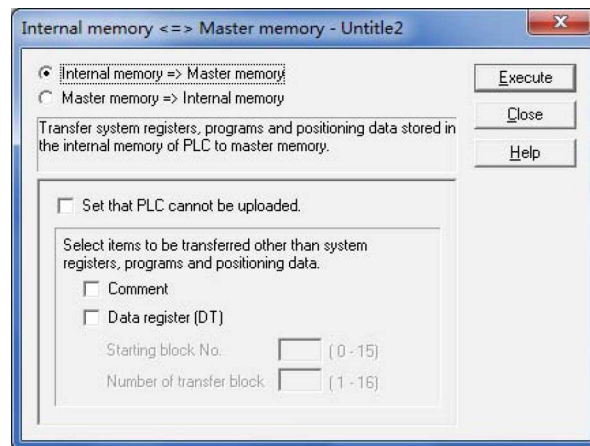 Internal memory <=> Master memory - Untitle2
Internal memory => Master memory
Master memory => Internal memory
Execute
Close
Help
Transfer system registers, programs and positioning data stored in
the internal memory of PLC to master memory.
Set that PLC cannot be uploaded.
Select items to be transferred other than system
registers, programs and positioning data.
Comment
Data register (DT)
Starting block No. ( 0 - 15)
Number of transfer block ( 1 - 16)